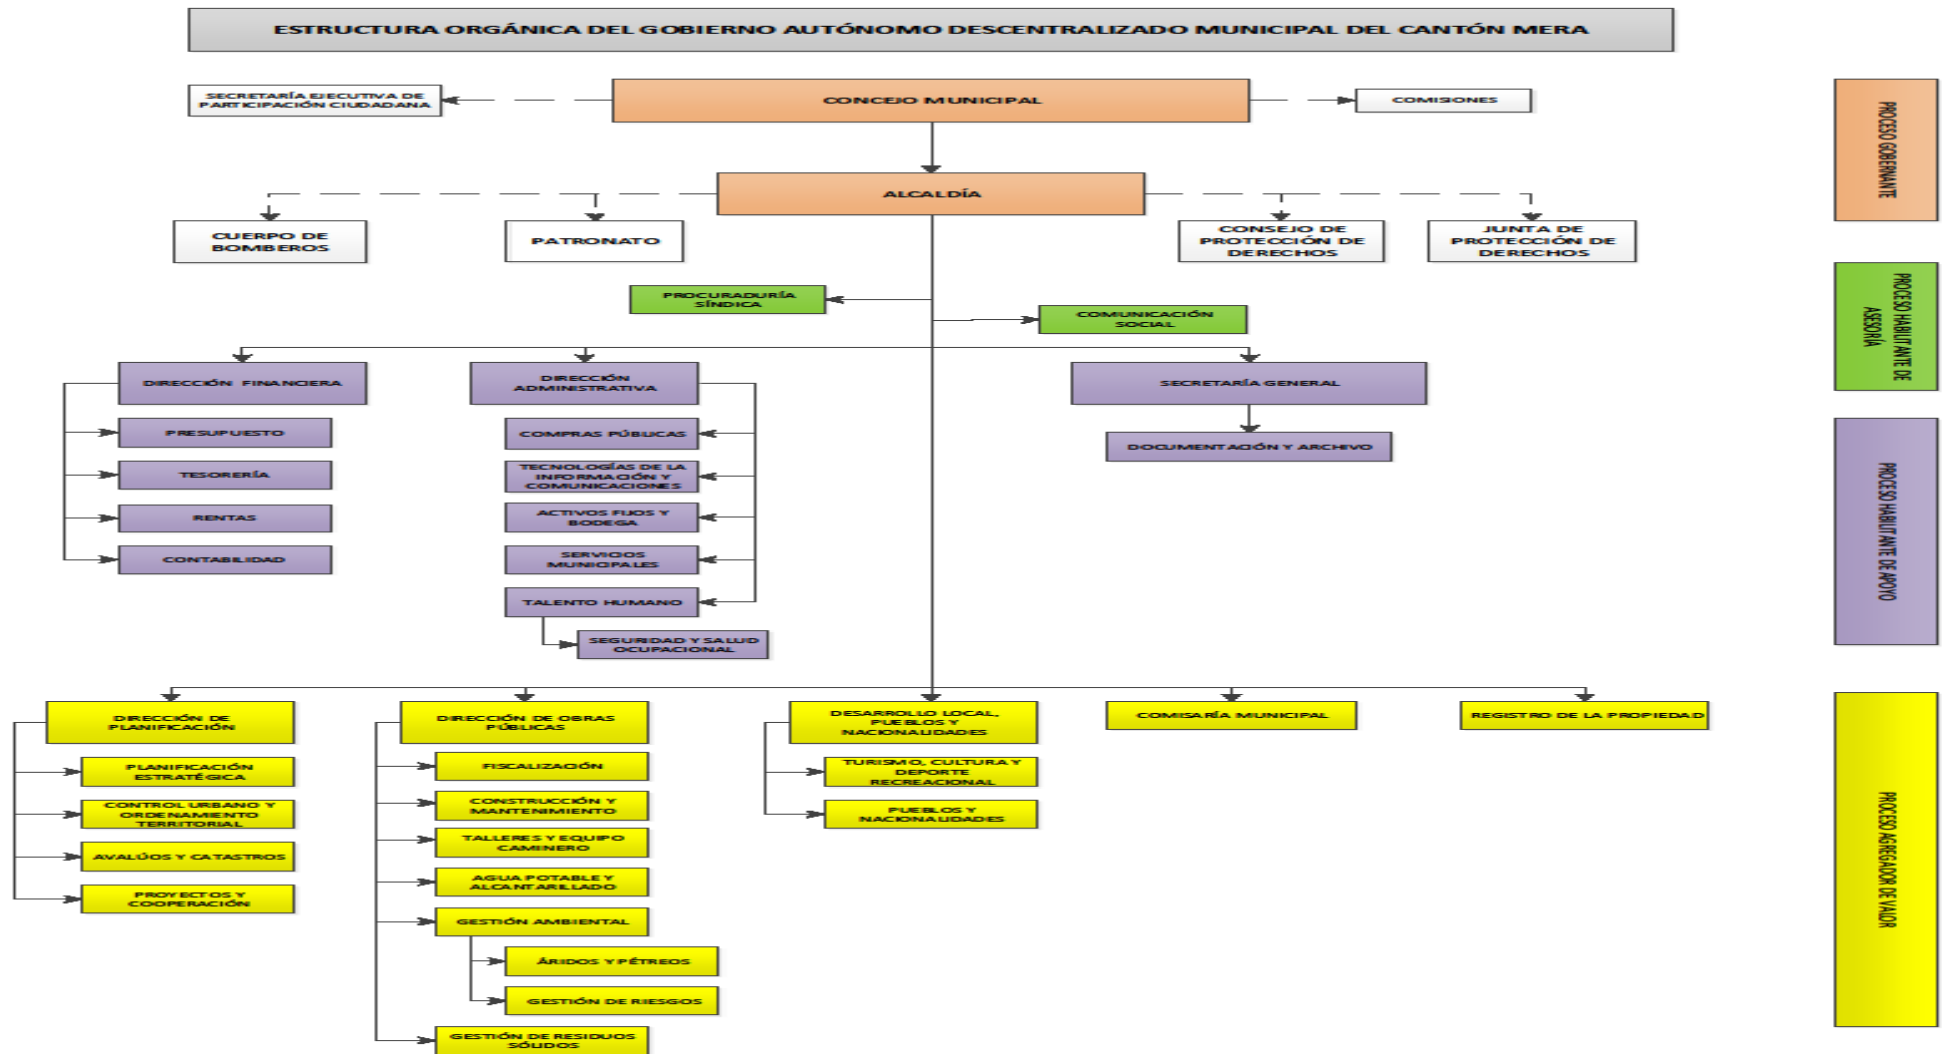 ESTRUCTURA ORGÁNICA DEL GOBIERNO AUTÓNOMO DESCENTRALIZADO MUNICIPAL DEL CANTÓN MERA
SECRETARÍA EJECUTIVA DE
PARTICIPACIÓN CIUDADANA
CONCEJO MUNICIPAL
COMISIONES
PROCESO GOBERNANTE
ALCALDÍA
CUERPO DE
BOMBEROS
PATRONATO
CONSEJO DE
PROTECCIÓN DE
DERECHOS
JUNTA DE
PROTECCIÓN DE
DERECHOS
PROCURADURÍA
SÍNDICA
COMUNICACIÓN
SOCIAL
PROCESO HABILITANTE DE
ASESORÍA
DIRECCIÓN FINANCIERA
PRESUPUESTO
TESORERÍA
RENTAS
CONTABILIDAD
DIRECCIÓN
ADMINISTRATIVA
COMPRAS PÚBLICAS
TECNOLOGÍAS DE LA
INFORMACIÓN Y
COMUNICACIONES
ACTIVOS FIJOS Y
BODEGA
SERVICIOS
MUNICIPALES
TALENTO HUMANO
SEGURIDAD Y SALUD
OCUPACIONAL
SECRETARÍA GENERAL
DOCUMENTACIÓN Y ARCHIVO
PROCESO HABILITANTE DE APOYO
DIRECCIÓN DE
PLANIFICACIÓN
PLANIFICACIÓN
ESTRATÉGICA
CONTROL URBANO Y
ORDENAMIENTO
TERRITORIAL
AVALÚOS Y CATASTROS
PROYECTOS Y
COOPERACIÓN
DIRECCIÓN DE OBRAS
PÚBLICAS
FISCALIZACIÓN
CONSTRUCCIÓN Y
MANTENIMIENTO
TALLERES Y EQUIPO
CAMINERO
AGUA POTABLE Y
ALCANTARILLADO
GESTIÓN AMBIENTAL
ÁRIDOS Y PÉTREOS
GESTIÓN DE RIESGOS
GESTIÓN DE RESIDUOS
SÓLIDOS
DESARROLLO LOCAL,
PUEBLOS Y
NACIONALIDADES
TURISMO, CULTURA Y
DEPORTE
RECREACIONAL
PUEBLOS Y
NACIONALIDADES
COMISARÍA MUNICIPAL
REGISTRO DE LA PROPIEDAD
PROCESO AGREGADOR DE VALOR